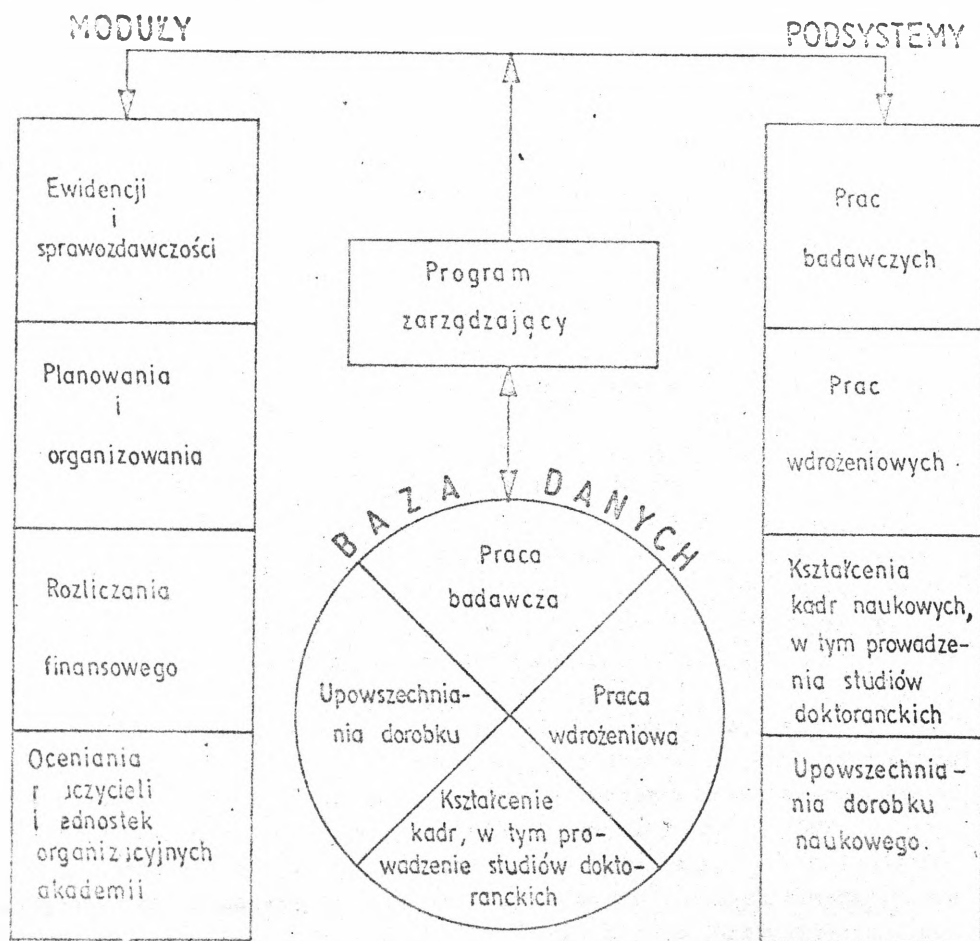 MODUŁY
PODSYSTEMY
Ewidencji
i
sprawozdawczości
Planowania
i
organizowania
Rozliczania
finansowego
Oceniania
i
organizacyjnych
akademii
Program
zarządzający
BAZA DANYCH
Praca
badawcza
Upowszechnia-
nia dorobku
Praca
wdrożeniowa
Kształcenie
kadr, w tym pro-
wadzenie studiów dokto-
ranckich
Prac
badawczych
Prac
wdrożeniowych
Kształcenia
kadr naukowych,
w tym prowadze-
nia studiów
doktoranckich
Upowszechnia-
nia dorobku
naukowego.